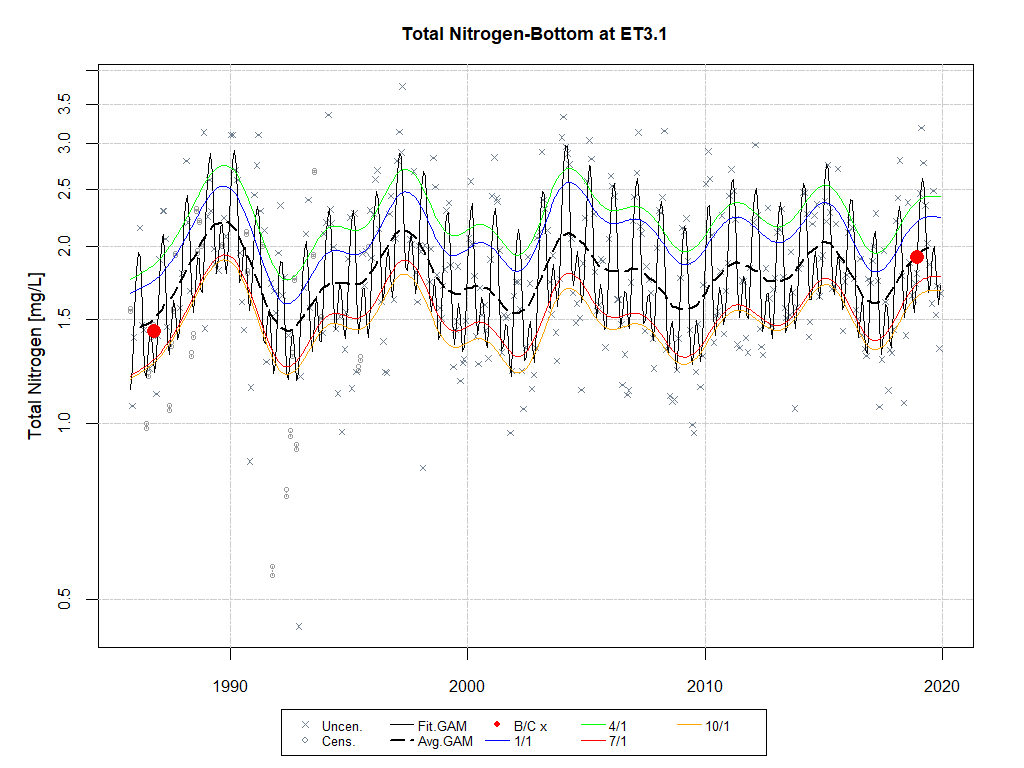 Total Nitrogen-Bottom at ET3.1
Total Nitrogen [mg/L]
3.5
3.0
2.5
2.0
1.5
1.0
0.5
1990 2000 2010 2020
Uncen. Fit.GAM B/C x 4/1 10/1
Cens. Avg.GAM 1/1 7/1